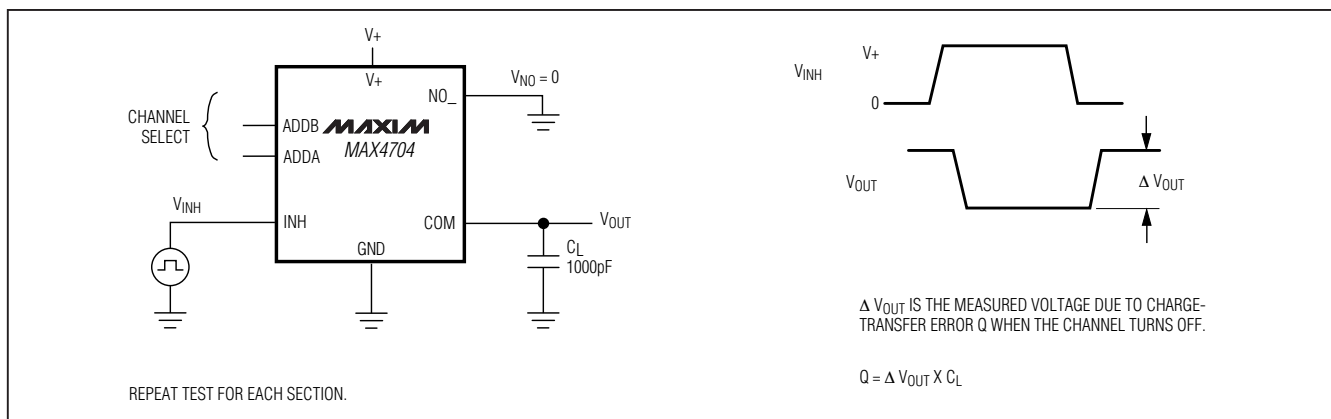 V+
V+
V_NO = 0
NO_
CHANNEL
SELECT
ADDB
MAXIM
MAX4704
ADDA
V_INH
INH
COM
V_OUT
GND
C_L
1000pF
REPEAT TEST FOR EACH SECTION.
V+
V_INH
0
V_OUT
Δ V_OUT
Δ V_OUT IS THE MEASURED VOLTAGE DUE TO CHARGE-
TRANSFER ERROR Q WHEN THE CHANNEL TURNS OFF.
Q = Δ V_OUT X C_L